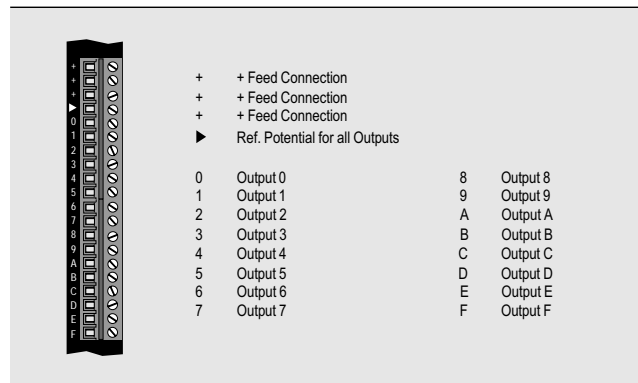 +
+
+
▶
0
1
2
3
4
5
6
7
8
9
A
B
C
D
E
F
+ + Feed Connection
+ + Feed Connection
+ + Feed Connection
▶ Ref. Potential for all Outputs
0 Output 0
1 Output 1
2 Output 2
3 Output 3
4 Output 4
5 Output 5
6 Output 6
7 Output 7
8 Output 8
9 Output 9
A Output A
B Output B
C Output C
D Output D
E Output E
F Output F